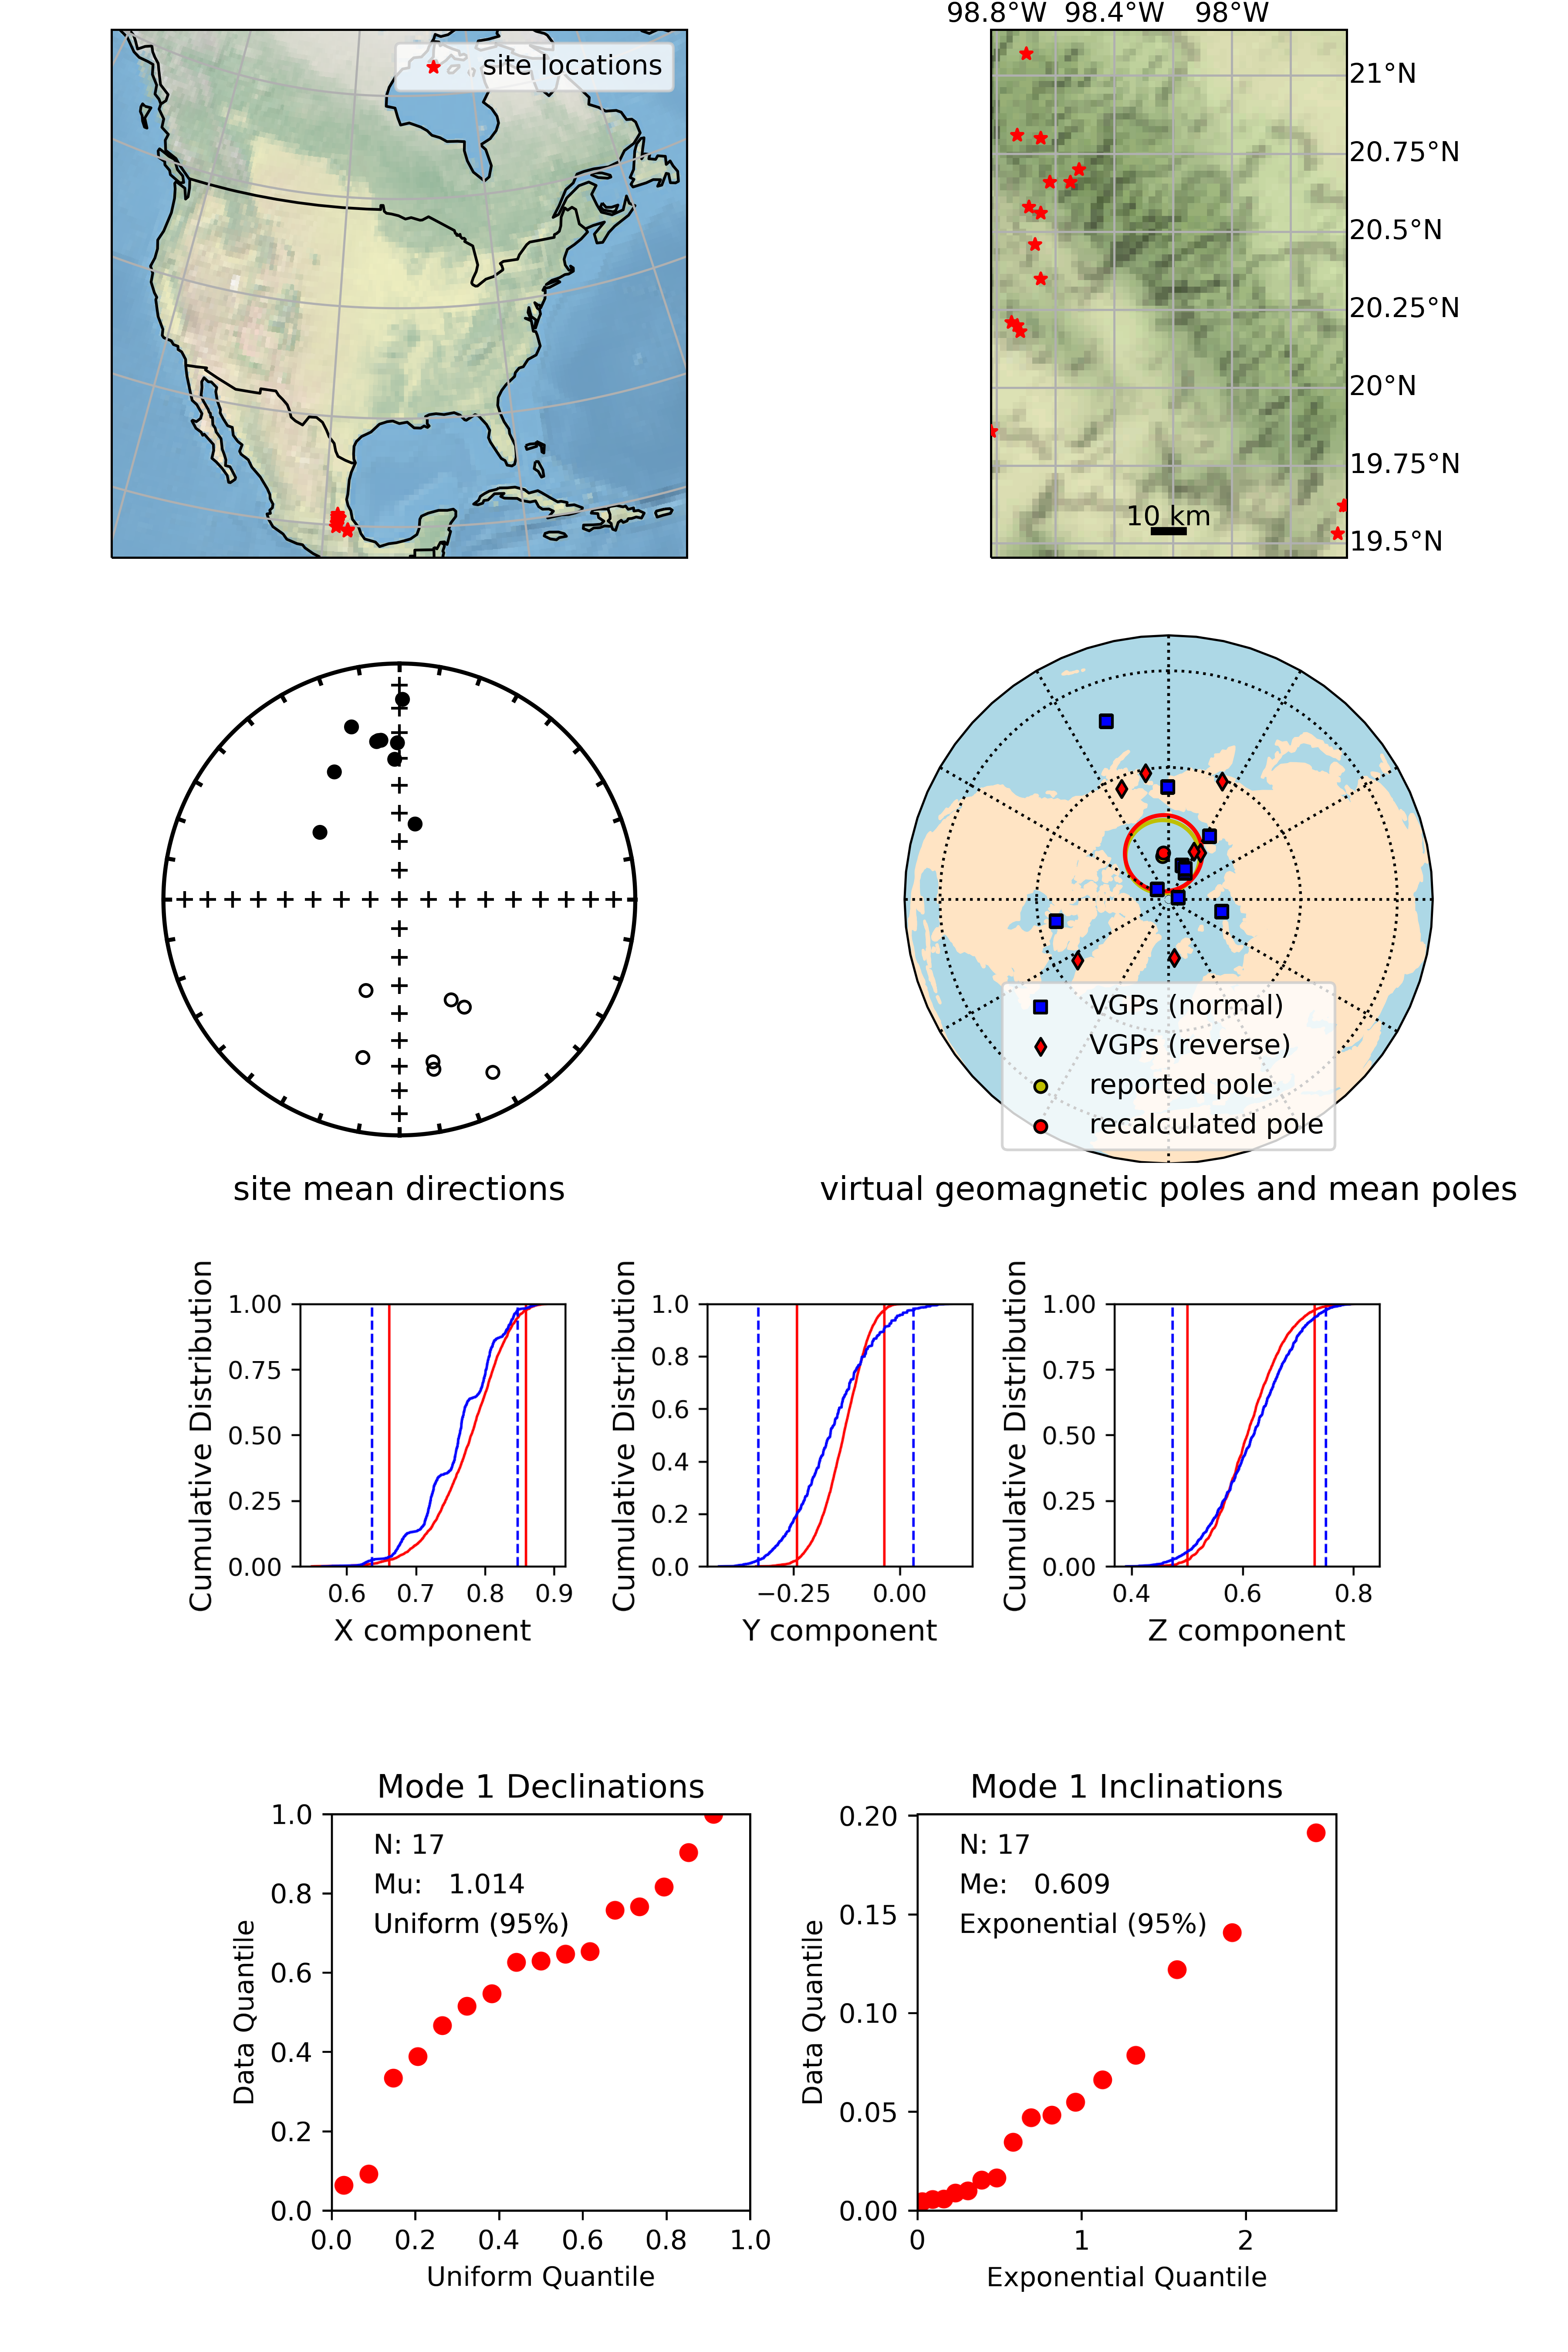 site locations
98.8°W 98.4°W 98°W
21°N
20.75°N
20.5°N
20.25°N
20°N
19.75°N
19.5°N
10 km
site mean directions
VGPs (normal)
VGPs (reverse)
reported pole
recalculated pole
virtual geomagnetic poles and mean poles
Cumulative Distribution
1.00
0.75
0.50
0.25
0.00
0.6 0.7 0.8 0.9
X component
Cumulative Distribution
1.0
0.8
0.6
0.4
0.2
0.0
−0.25 0.00
Y component
Cumulative Distribution
1.00
0.75
0.50
0.25
0.00
0.4 0.6 0.8
Z component
Mode 1 Declinations
N: 17
Mu: 1.014
Uniform (95%)
Data Quantile
1.0
0.8
0.6
0.4
0.2
0.0
0.0 0.2 0.4 0.6 0.8 1.0
Uniform Quantile
Mode 1 Inclinations
N: 17
Me: 0.609
Exponential (95%)
Data Quantile
0.20
0.15
0.10
0.05
0.00
0 1 2
Exponential Quantile